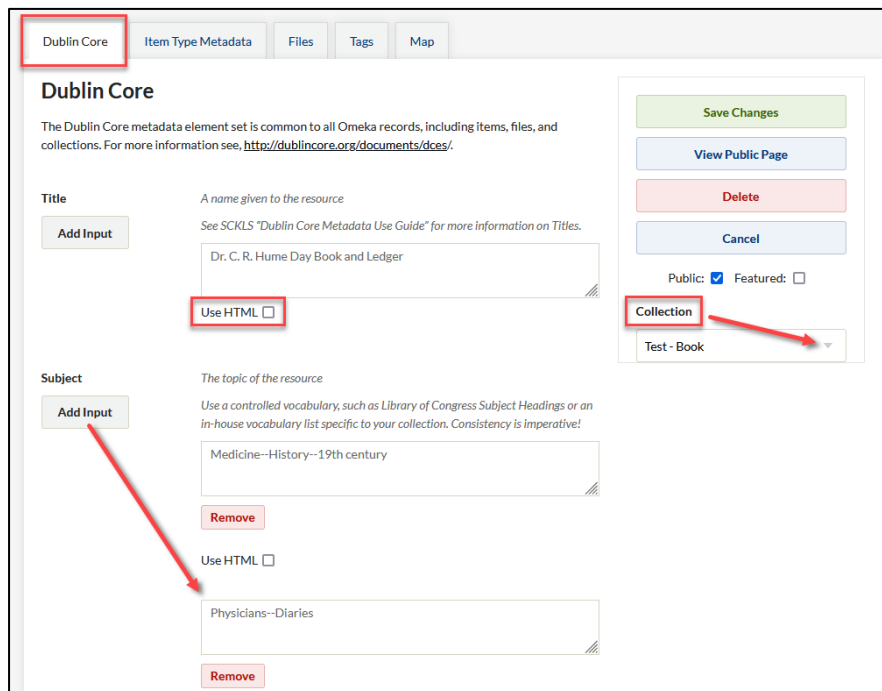 Dublin Core
Item Type Metadata
Files
Tags
Map
Dublin Core
The Dublin Core metadata element set is common to all Omeka records, including items, files, and
collections. For more information see, http://dublincore.org/documents/dces/.
Title
Add Input
A name given to the resource
See SCKLS "Dublin Core Metadata Use Guide" for more information on Titles.
Dr. C. R. Hume Day Book and Ledger
Use HTML
Subject
Add Input
The topic of the resource
Use a controlled vocabulary, such as Library of Congress Subject Headings or an
in-house vocabulary list specific to your collection. Consistency is imperative!
Medicine--History--19th century
Remove
Use HTML
Physicians--Diaries
Remove
Save Changes
View Public Page
Delete
Cancel
Public: Featured:
Collection
Test - Book